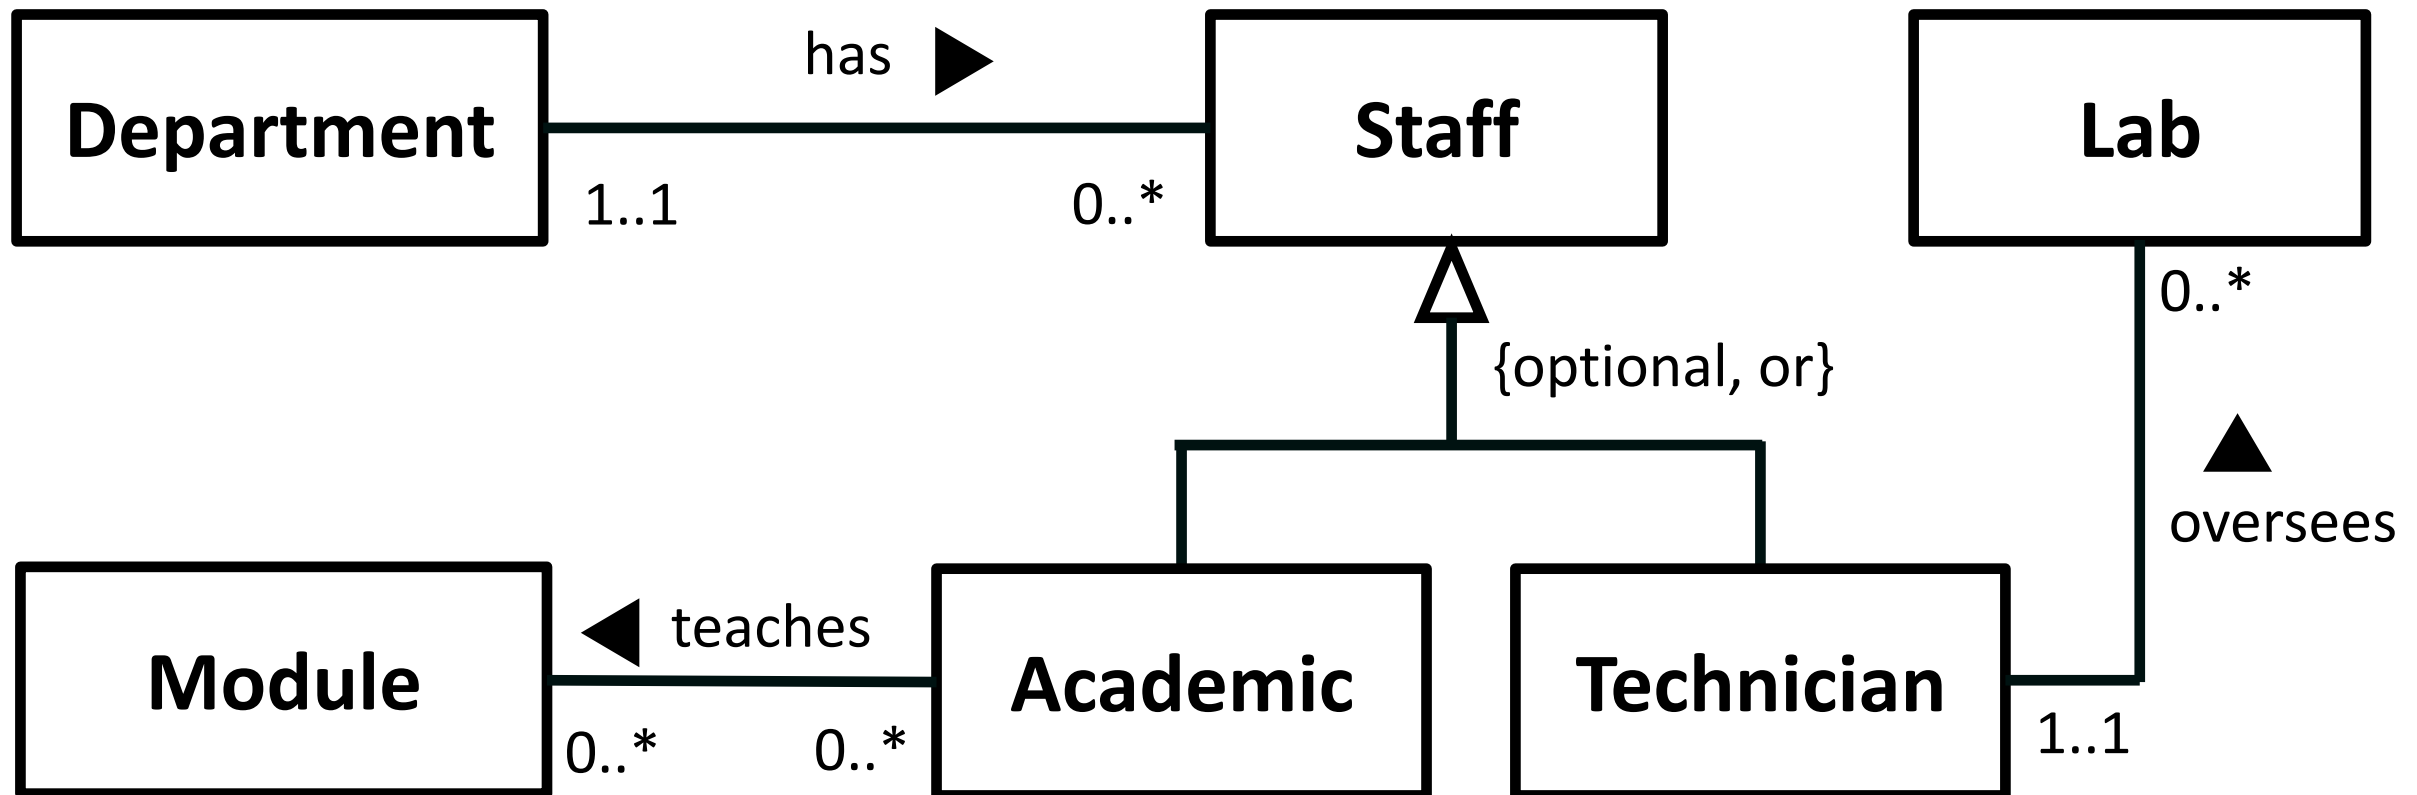 has
Department
Staff
Lab
1..1
0..*
0..*
{optional, or}
oversees
teaches
Module
Academic
Technician
0..*
0..*
1..1